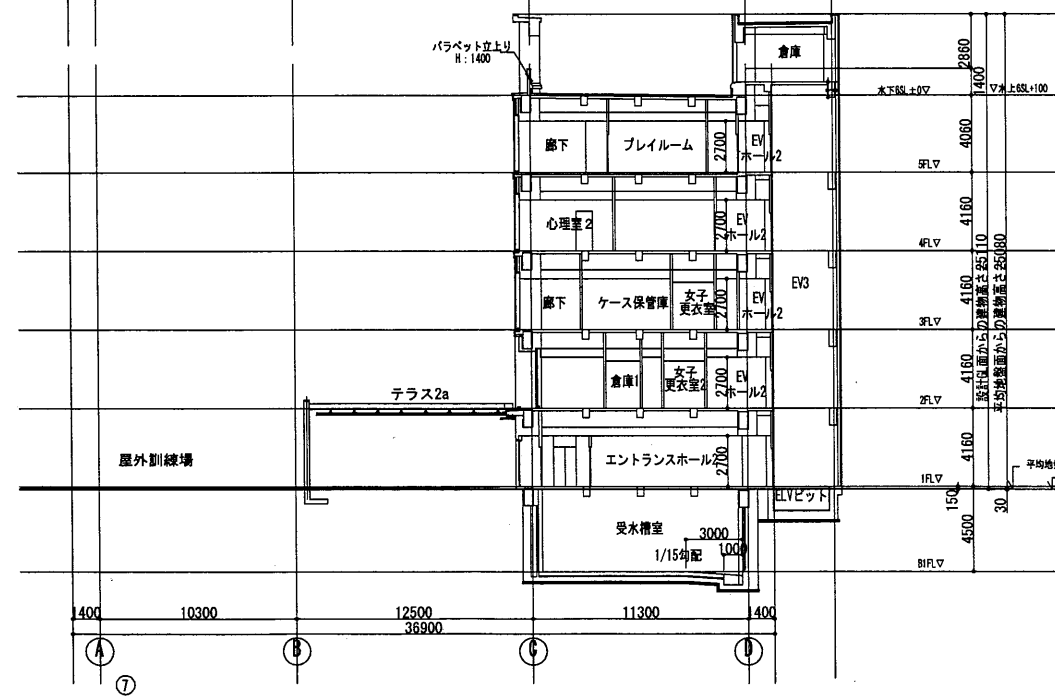 パラペット立上り
H:1400
倉庫
2860
1400
水下6SL±0▽
▽水上6SL+100
廊下
プレイルーム
2700
EV
ホール2
4060
5FL▽
心理室2
2700
EV
ホール2
4160
4FL▽
廊下
ケース保管庫
女子
更衣室
2700
EV
ホール2
EV3
4160
設計GL面からの建物高さ25110
平均地盤面からの建物高さ25080
3FL▽
倉庫1
女子
更衣室2
2700
EV
ホール2
4160
2FL▽
テラス2a
屋外訓練場
エントランスホール2
2700
4160
平均地
1FL▽
ELVピット
150
30
受水槽室
3000
1000
1/15勾配
4500
B1FL▽
1400
10300
12500
11300
1400
36900
A
B
C
D
⑦